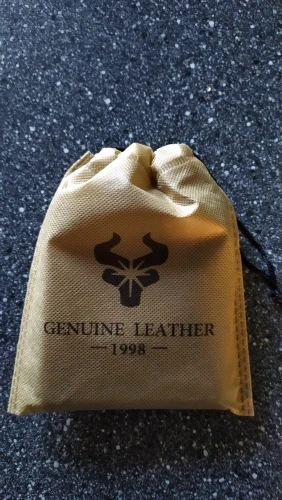 GENUINE LEATHER
— 1998 —